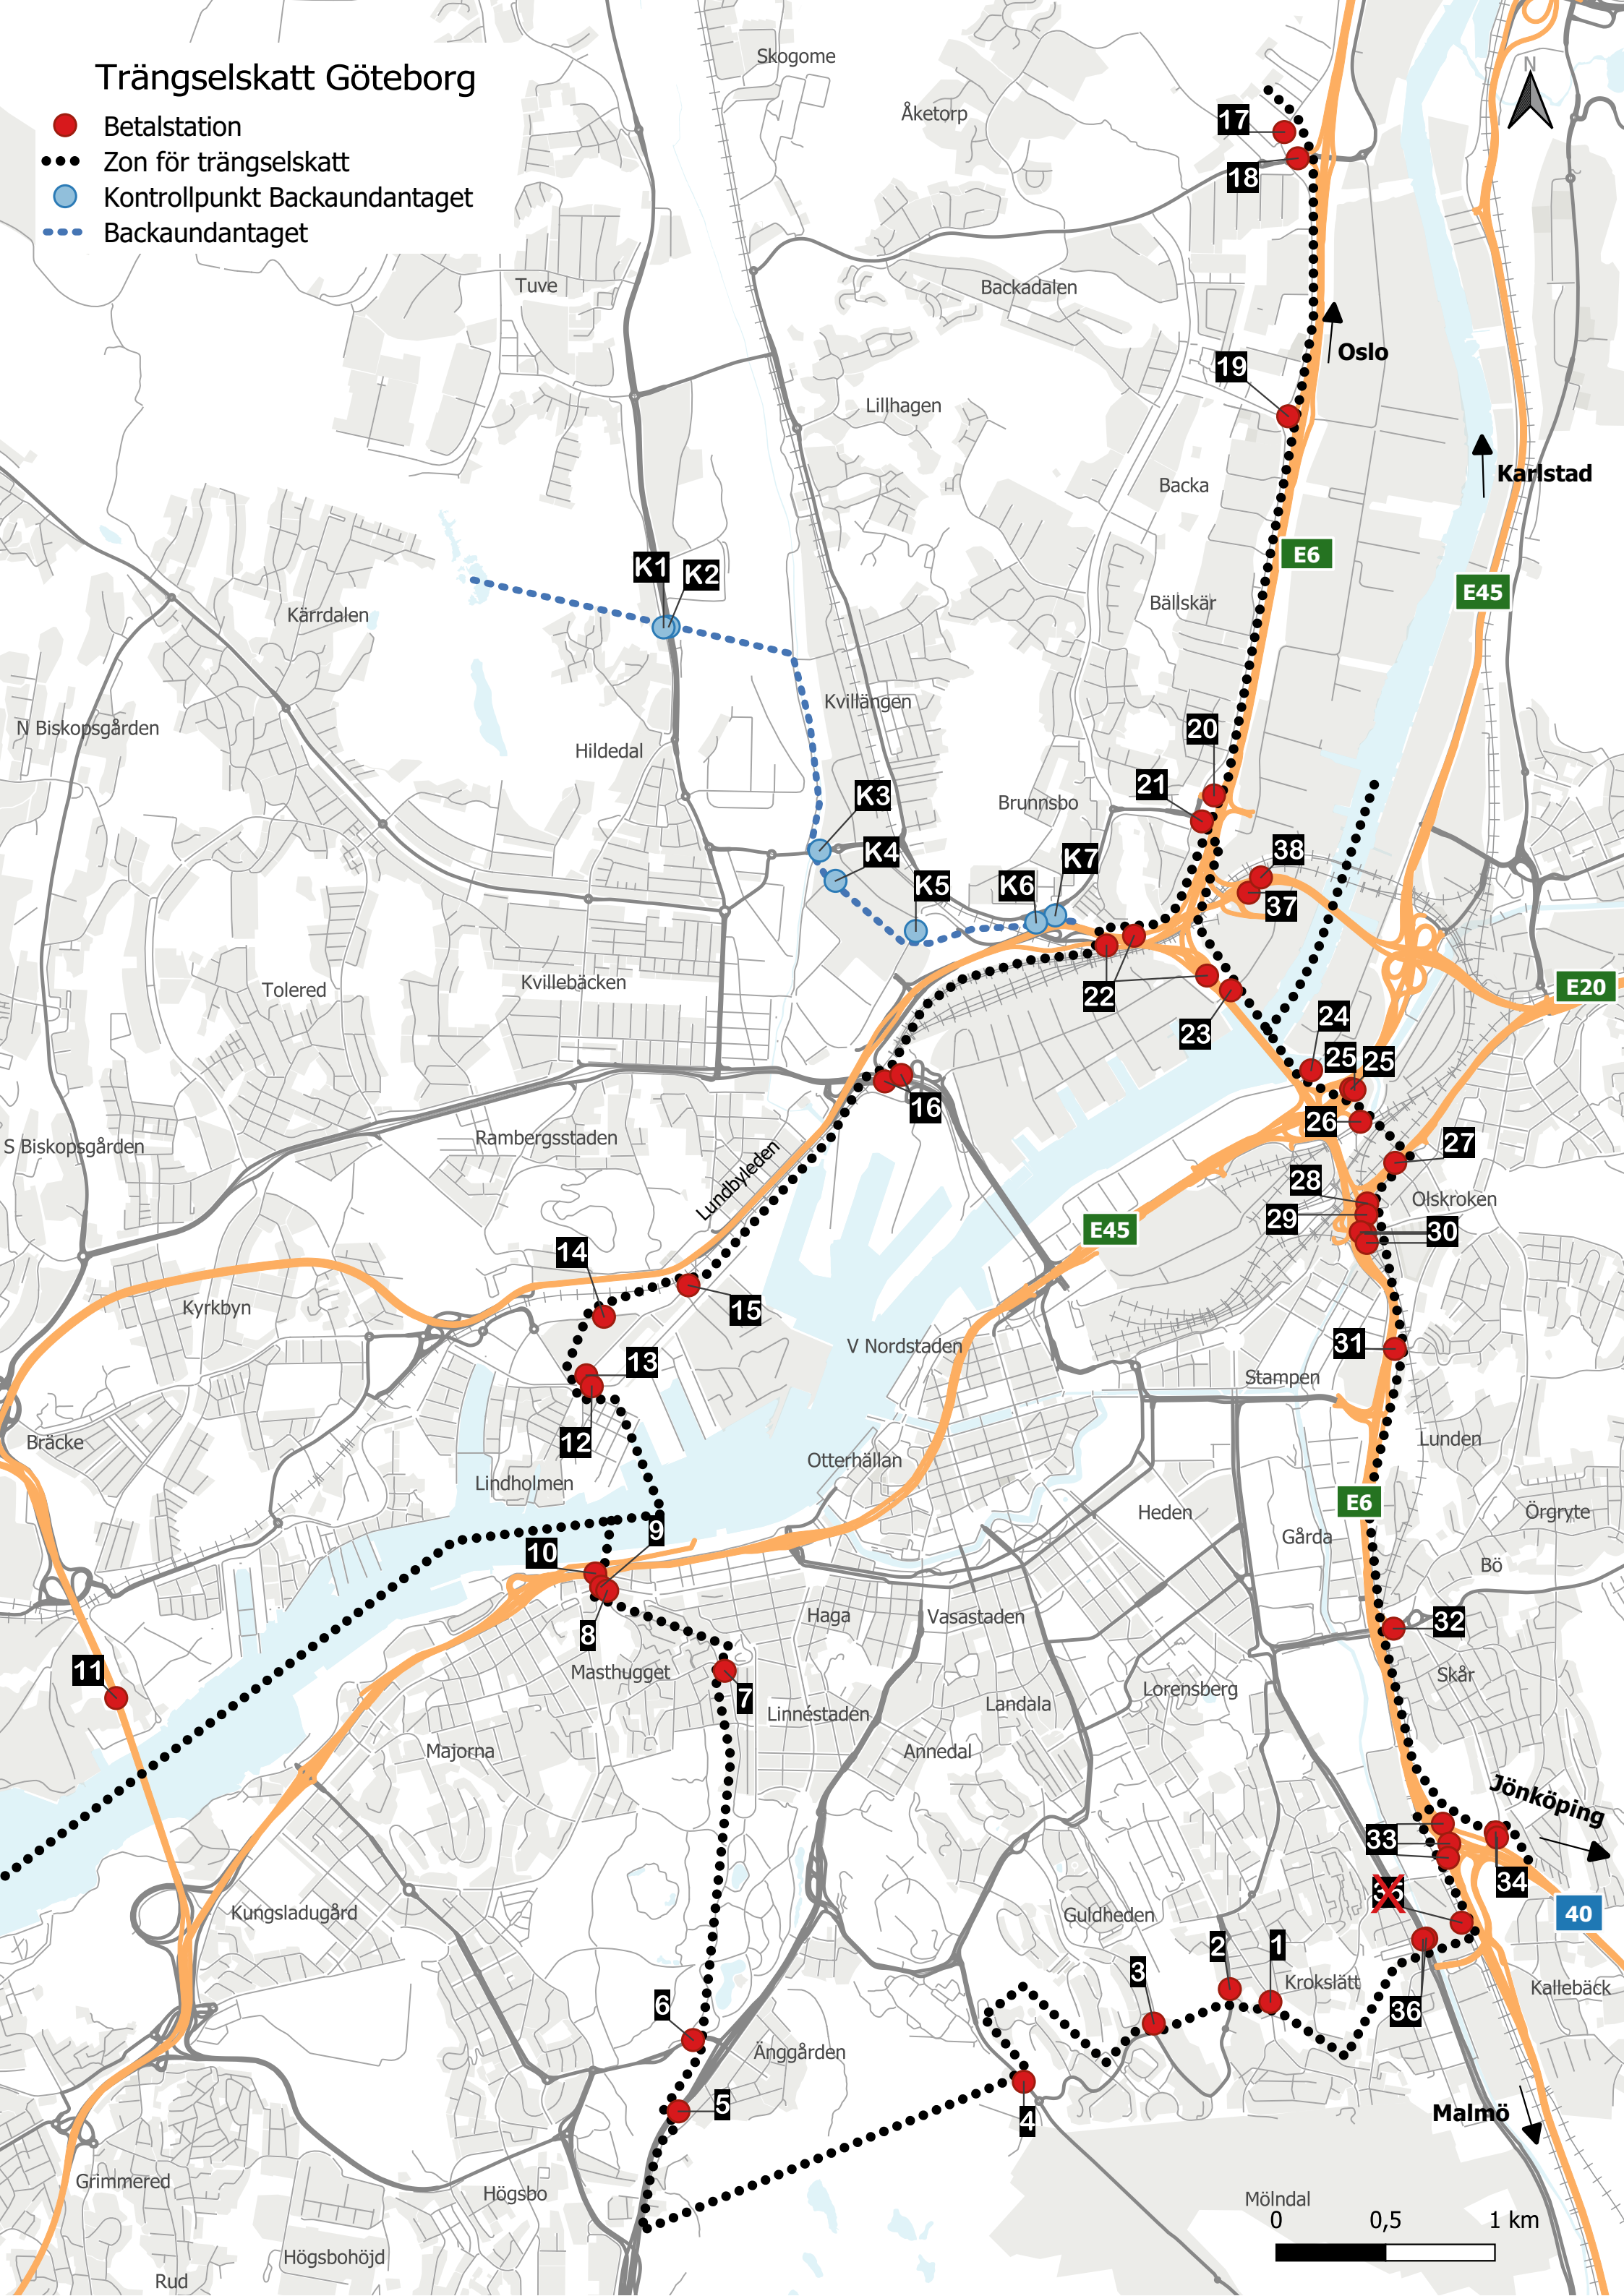 Trängselskatt Göteborg
Betalstation
Zon för trängselskatt
Kontrollpunkt Backaundantaget
Backaundantaget
Skogome
N
Åketorp
17
18
Tuve
Backadalen
Oslo
19
Lillhagen
Karlstad
Backa
E6
K1
K2
E45
Kärrdalen
Bällskär
Kvillängen
N Biskopsgården
20
Hildedal
21
K3
Brunnsbo
38
K4
K7
K5
K6
37
Kvillebäcken
Tolered
E20
22
24
23
25
25
16
26
Rambergsstaden
S Biskopsgården
27
Lundbyleden
28
Olskroken
29
E45
30
14
Kyrkbyn
15
31
V Nordstaden
13
Stampen
12
Bräcke
Lunden
Otterhällan
Lindholmen
E6
Heden
Örgryte
9
Gårda
10
Bö
Haga
Vasastaden
32
8
11
Masthugget
Skår
7
Lorensberg
Linnéstaden
Landala
Majorna
Annedal
Jönköping
33
34
35
Kungsladugård
Guldheden
40
2
1
3
Krokslätt
Kallebäck
6
36
Änggården
5
Malmö
4
Grimmered
Högsbo
Mölndal
0
0,5
1 km
Högsbohöjd
Rud